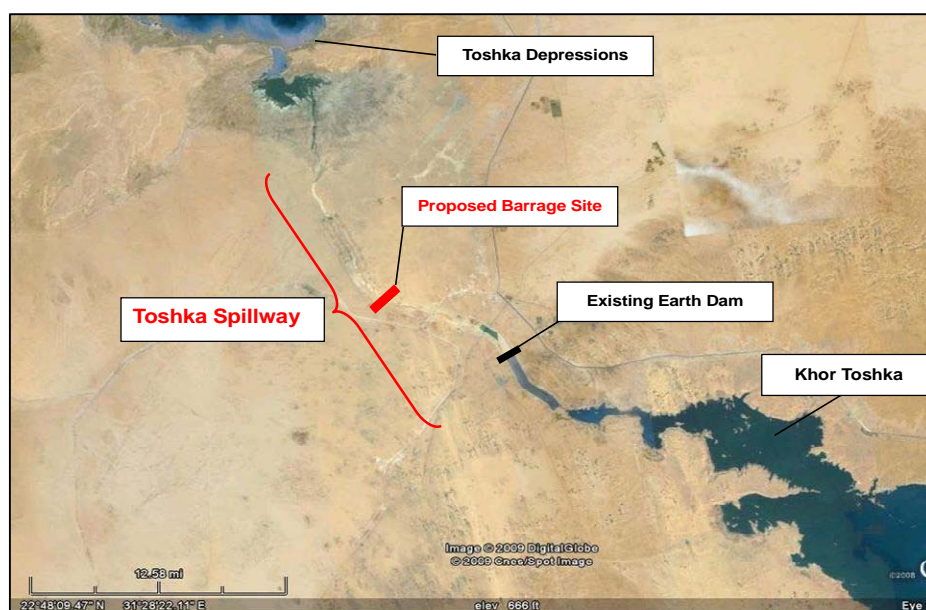 Toshka Depressions
Proposed Barrage Site
Existing Earth Dam
Toshka Spillway
Khor Toshka
Image © 2009 DigitalGlobe
© 2009 Cnes/Spot Image
12.58 mi
©2008
22°48'09.47" N 31°28'22.11" E elev 666 ft Eye